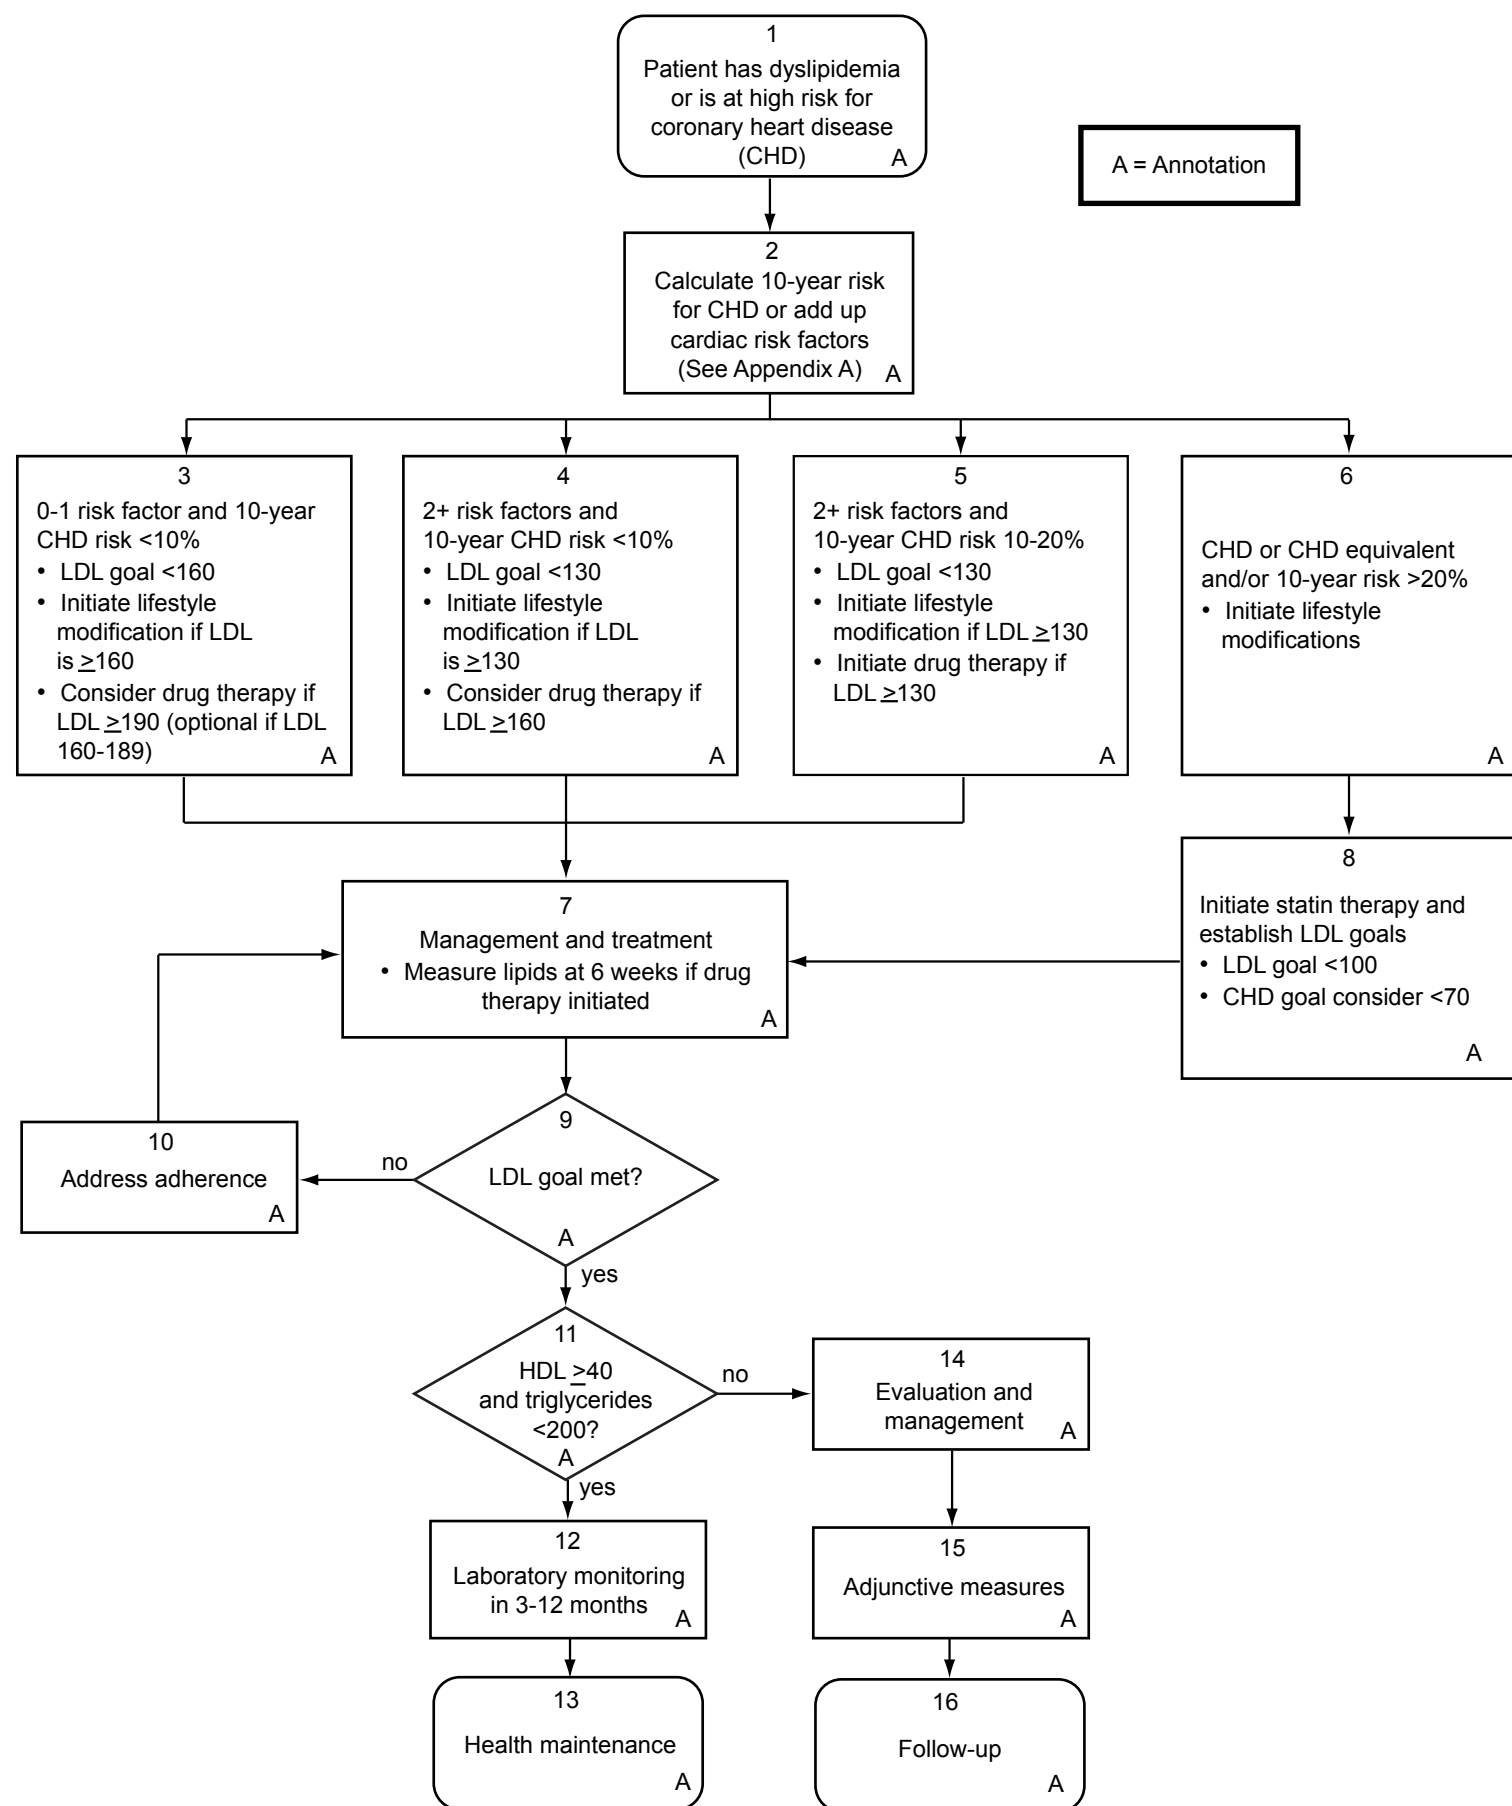 1
Patient has dyslipidemia
or is at high risk for
coronary heart disease
(CHD)
A
A = Annotation
2
Calculate 10-year risk
for CHD or add up
cardiac risk factors
(See Appendix A)
A
3
0-1 risk factor and 10-year
CHD risk <10%
• LDL goal <160
• Initiate lifestyle
modification if LDL
is ≥160
• Consider drug therapy if
LDL ≥190 (optional if LDL
160-189)
A
4
2+ risk factors and
10-year CHD risk <10%
• LDL goal <130
• Initiate lifestyle
modification if LDL
is ≥130
• Consider drug therapy if
LDL ≥160
A
5
2+ risk factors and
10-year CHD risk 10-20%
• LDL goal <130
• Initiate lifestyle
modification if LDL ≥130
• Initiate drug therapy if
LDL ≥130
A
6
CHD or CHD equivalent
and/or 10-year risk >20%
• Initiate lifestyle
modifications
A
7
Management and treatment
• Measure lipids at 6 weeks if drug
therapy initiated
A
8
Initiate statin therapy and
establish LDL goals
• LDL goal <100
• CHD goal consider <70
A
9
LDL goal met?
A
no
10
Address adherence
A
yes
11
HDL ≥40
and triglycerides
<200?
A
no
14
Evaluation and
management
A
yes
12
Laboratory monitoring
in 3-12 months
A
15
Adjunctive measures
A
13
Health maintenance
A
16
Follow-up
A